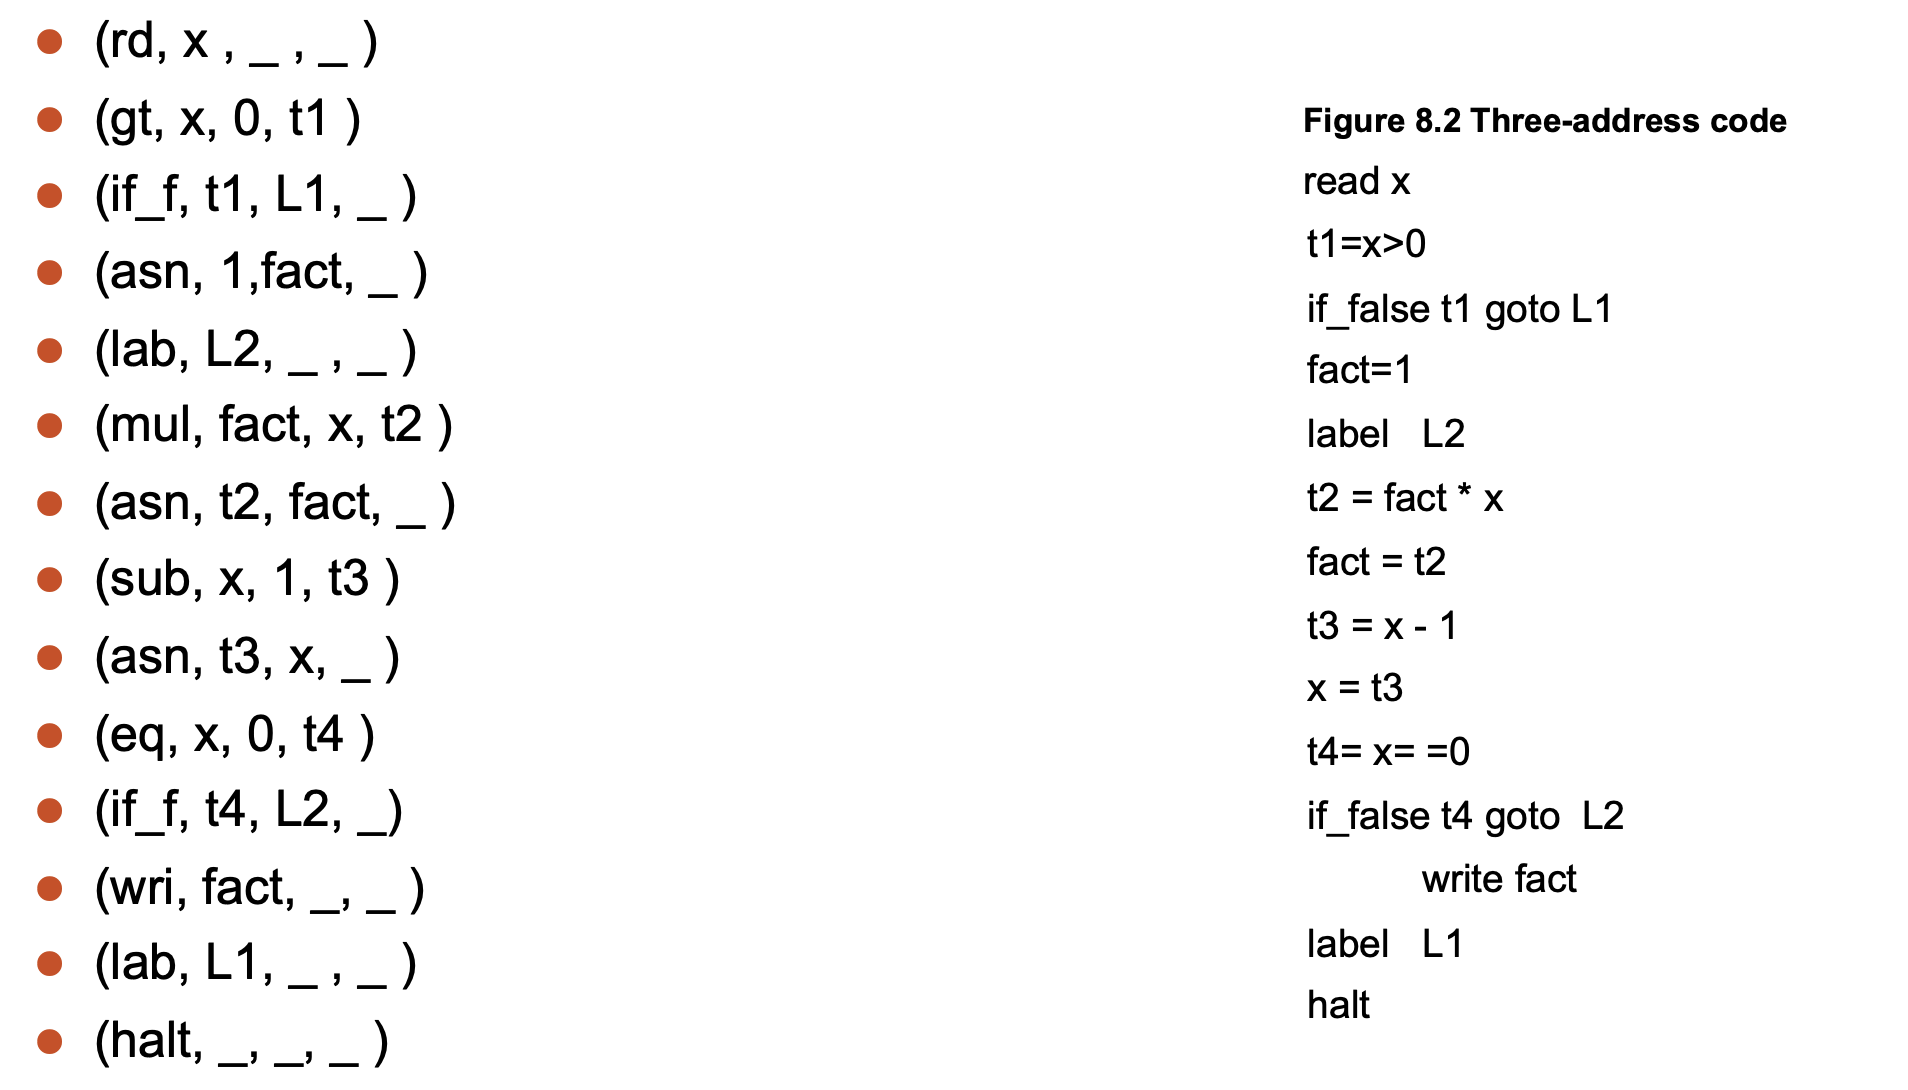 (rd, x , _ , _ )
(gt, x, 0, t1 )
(if_f, t1, L1, _ )
(asn, 1,fact, _ )
(lab, L2, _ , _ )
(mul, fact, x, t2 )
(asn, t2, fact, _ )
(sub, x, 1, t3 )
(asn, t3, x, _ )
(eq, x, 0, t4 )
(if_f, t4, L2, _)
(wri, fact, _, _ )
(lab, L1, _ , _ )
(halt, _, _, _ )
Figure 8.2 Three-address code
read x
t1=x>0
if_false t1 goto L1
fact=1
label L2
t2 = fact * x
fact = t2
t3 = x - 1
x = t3
t4= x= =0
if_false t4 goto L2
write fact
label L1
halt